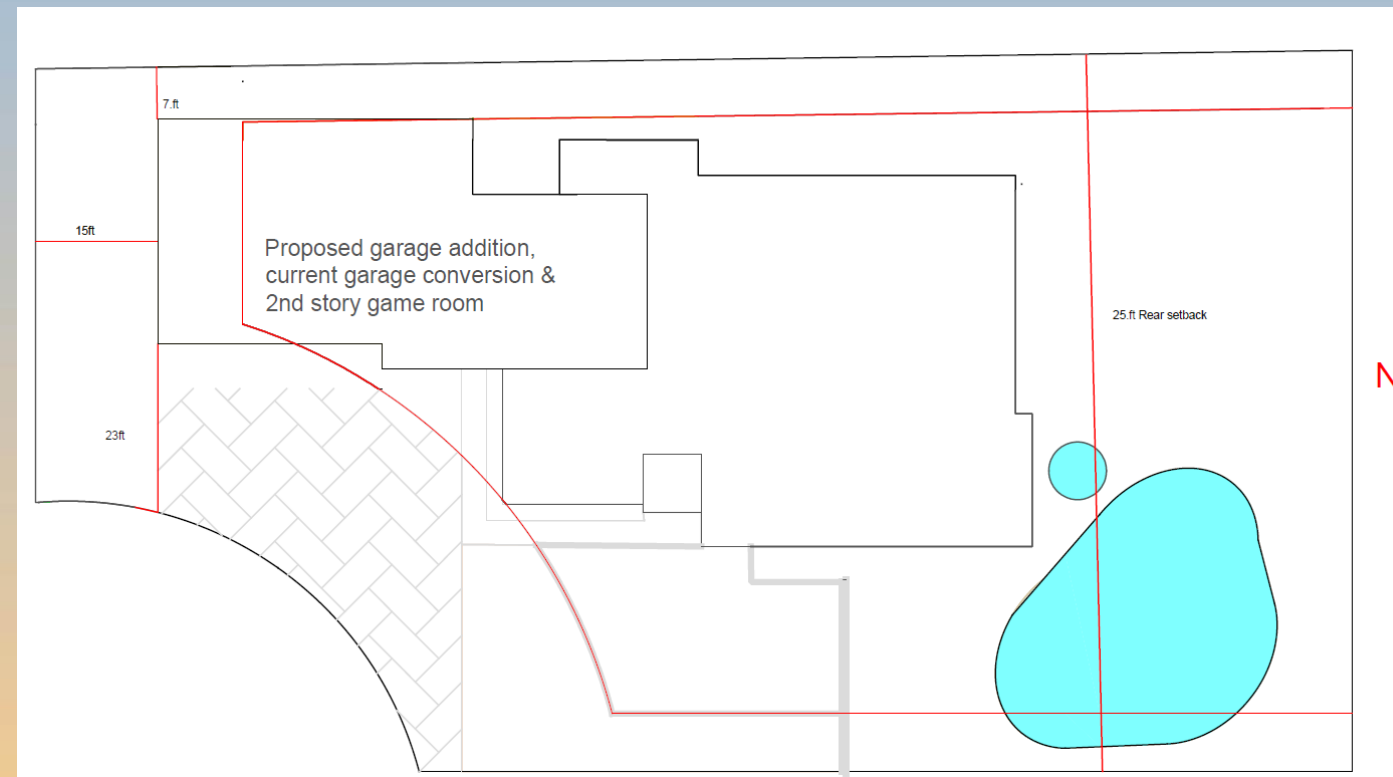 7.ft
15ft
Proposed garage addition,
current garage conversion &
2nd story game room
25.ft Rear setback
N
23ft